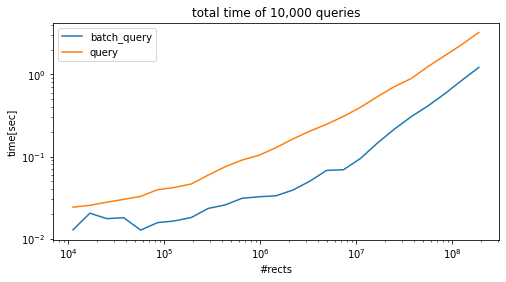 total time of 10,000 queries
batch_query
query
time[sec]
10⁰
10⁻¹
10⁻²
10⁴
10⁵
10⁶
10⁷
10⁸
#rects